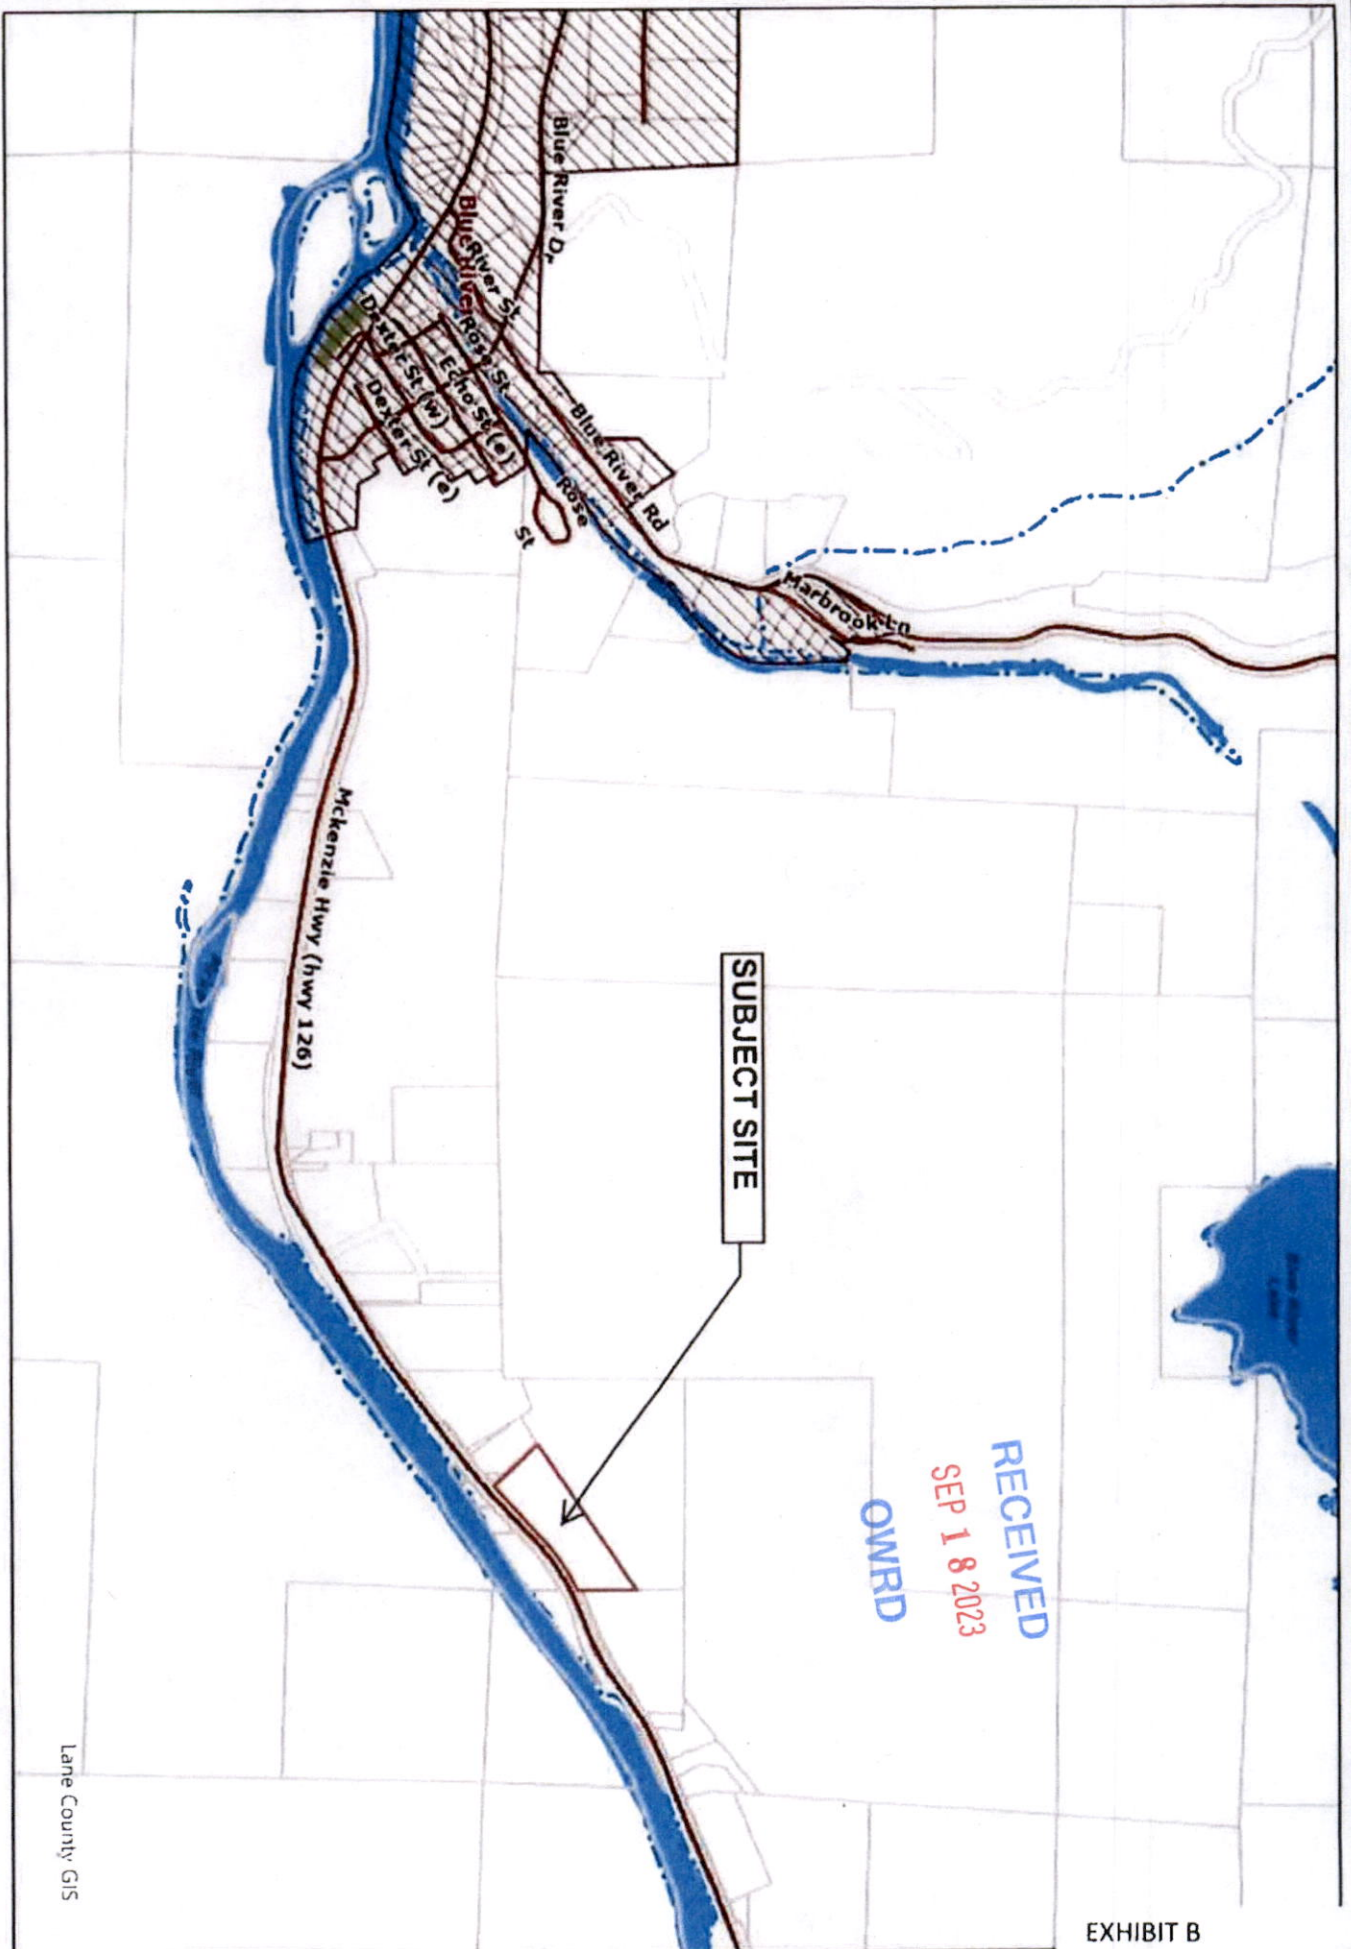 Blue River Dr
Blue River
River St
Rose St
Echo St (e)
Dexter St (w)
Dexter St (e)
Blue River Rd
Rose
St
Marbrook Ln
Mckenzie Hwy (hwy 126)
SUBJECT SITE
RECEIVED
SEP 1 8 2023
OWRD
Lane County GIS
EXHIBIT B